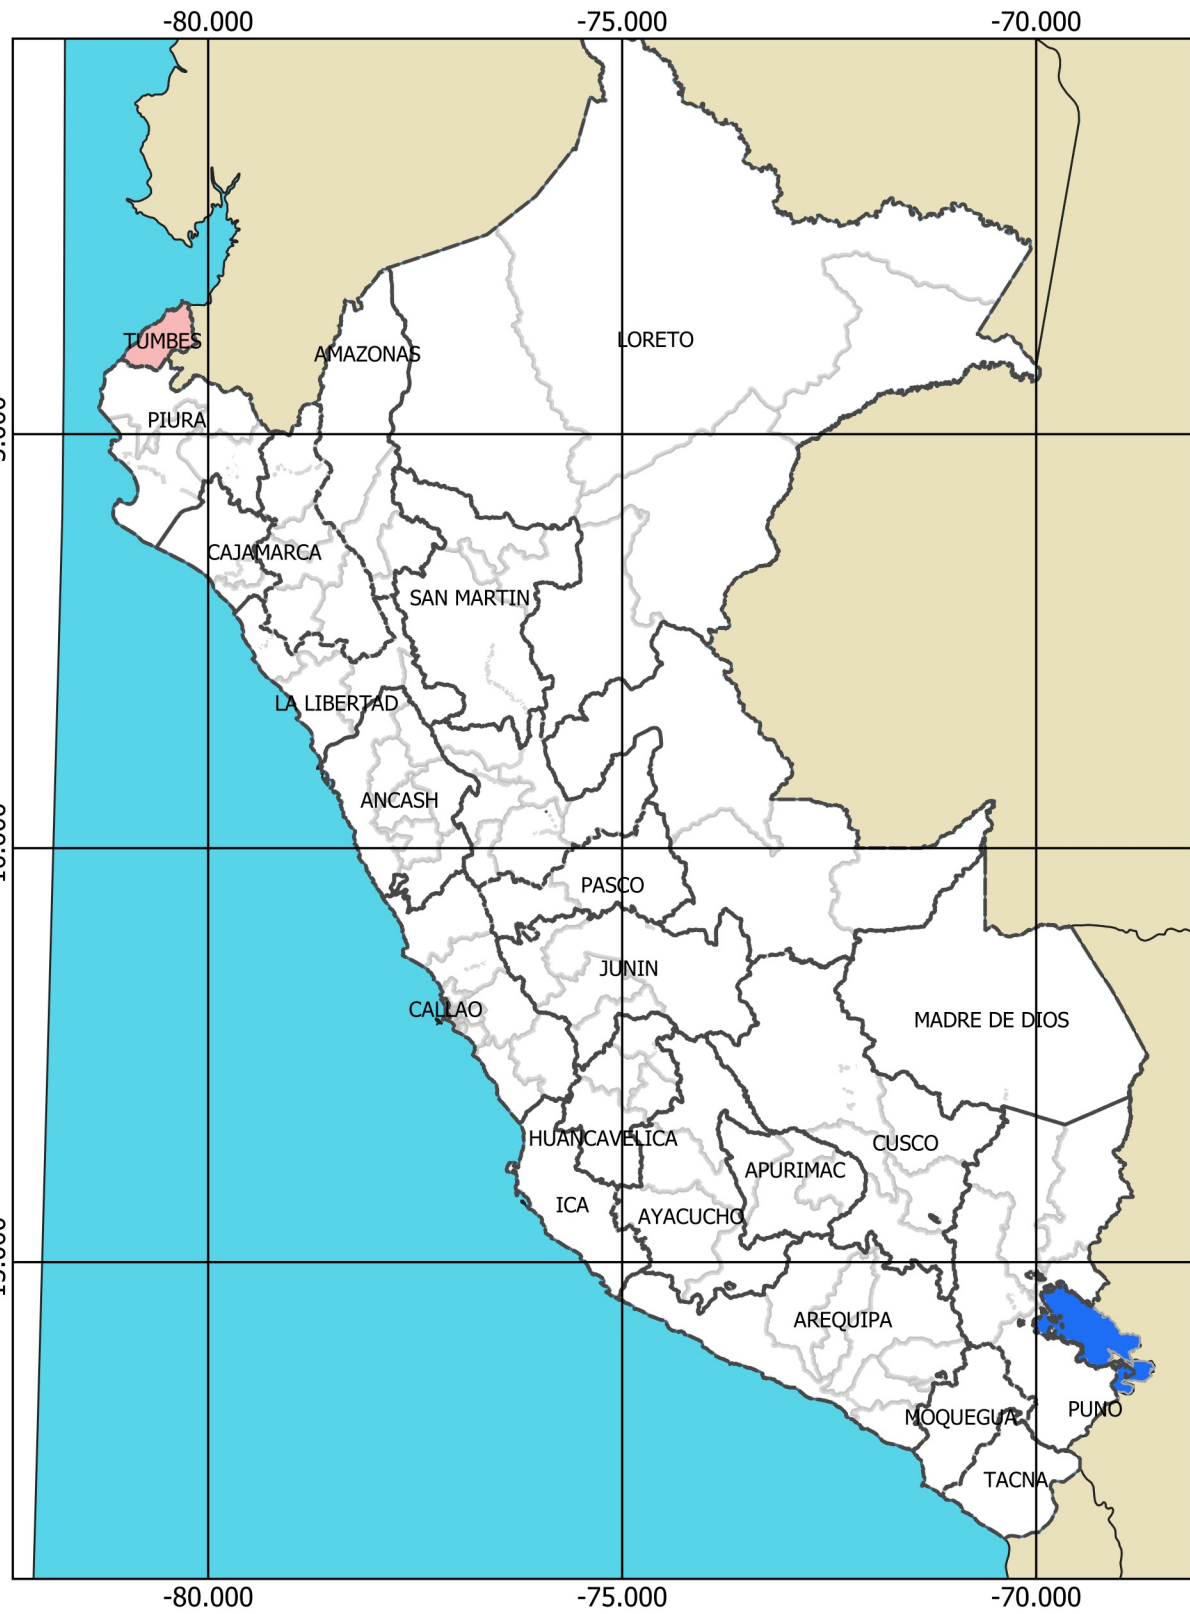 -80.000 -75.000 -70.000
TUMBES
LORETO
AMAZONAS
PIURA
CAJAMARCA
SAN MARTIN
LA LIBERTAD
ANCASH
PASCO
JUNIN
CALLAO
MADRE DE DIOS
HUANCAVELICA
CUSCO
APURIMAC
ICA
AYACUCHO
AREQUIPA
PUNO
MOQUEGUA
TACNA
-80.000 -75.000 -70.000